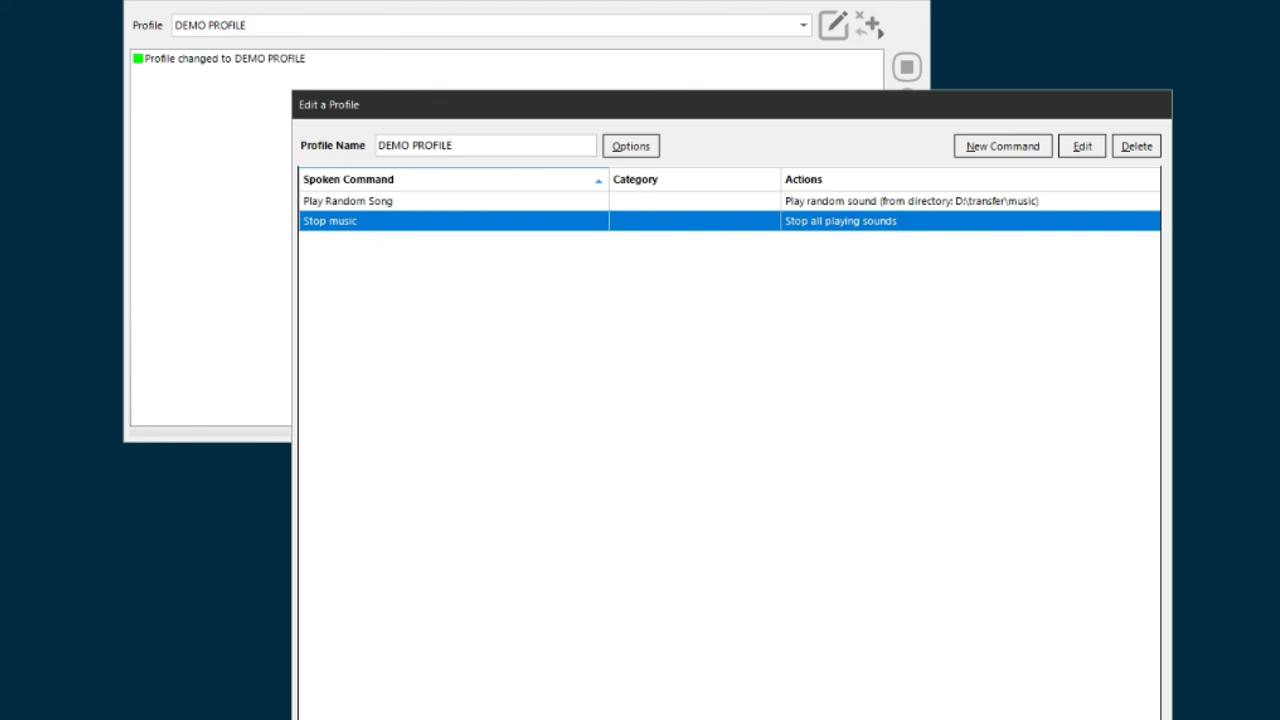 Profile DEMO PROFILE
Profile changed to DEMO PROFILE
Edit a Profile
Profile Name DEMO PROFILE Options New Command Edit Delete
Spoken Command Category Actions
Play Random Song Play random sound (from directory: D:\transfer\music)
Stop music Stop all playing sounds